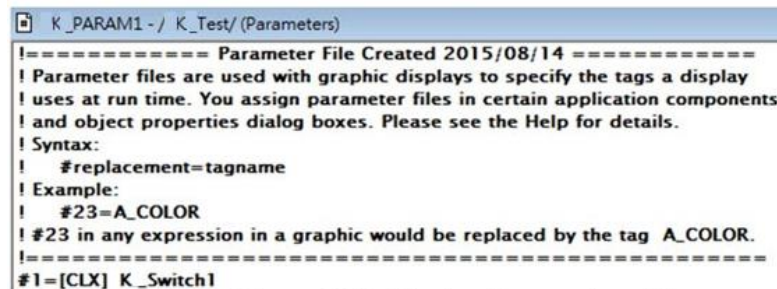 K_PARAM1 - / K_Test/ (Parameters)
!============ Parameter File Created 2015/08/14 ============
! Parameter files are used with graphic displays to specify the tags a display
! uses at run time. You assign parameter files in certain application components
! and object properties dialog boxes. Please see the Help for details.
! Syntax:
!    #replacement=tagname
! Example:
!    #23=A_COLOR
! #23 in any expression in a graphic would be replaced by the tag  A_COLOR.
!==================================================
#1=[CLX]  K_Switch1